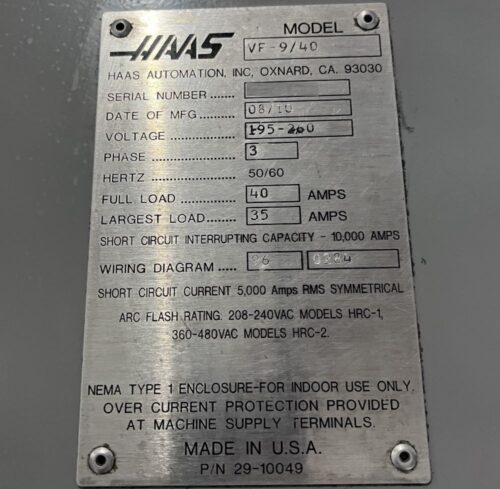 HAAS MODEL VF-9/40
HAAS AUTOMATION, INC, OXNARD, CA. 93030
SERIAL NUMBER .......
DATE OF MFG ........ 08/10
VOLTAGE .................. 195-260
PHASE ........................ 3
HERTZ ........................ 50/60
FULL LOAD .............. 40 AMPS
LARGEST LOAD ...... 35 AMPS
SHORT CIRCUIT INTERRUPTING CAPACITY - 10,000 AMPS
WIRING DIAGRAM .....
SHORT CIRCUIT CURRENT 5,000 Amps RMS SYMMETRICAL
ARC FLASH RATING: 208-240VAC MODELS HRC-1,
360-480VAC MODELS HRC-2.
NEMA TYPE 1 ENCLOSURE-FOR INDOOR USE ONLY.
OVER CURRENT PROTECTION PROVIDED
AT MACHINE SUPPLY TERMINALS.
MADE IN U.S.A.
P/N 29-10049